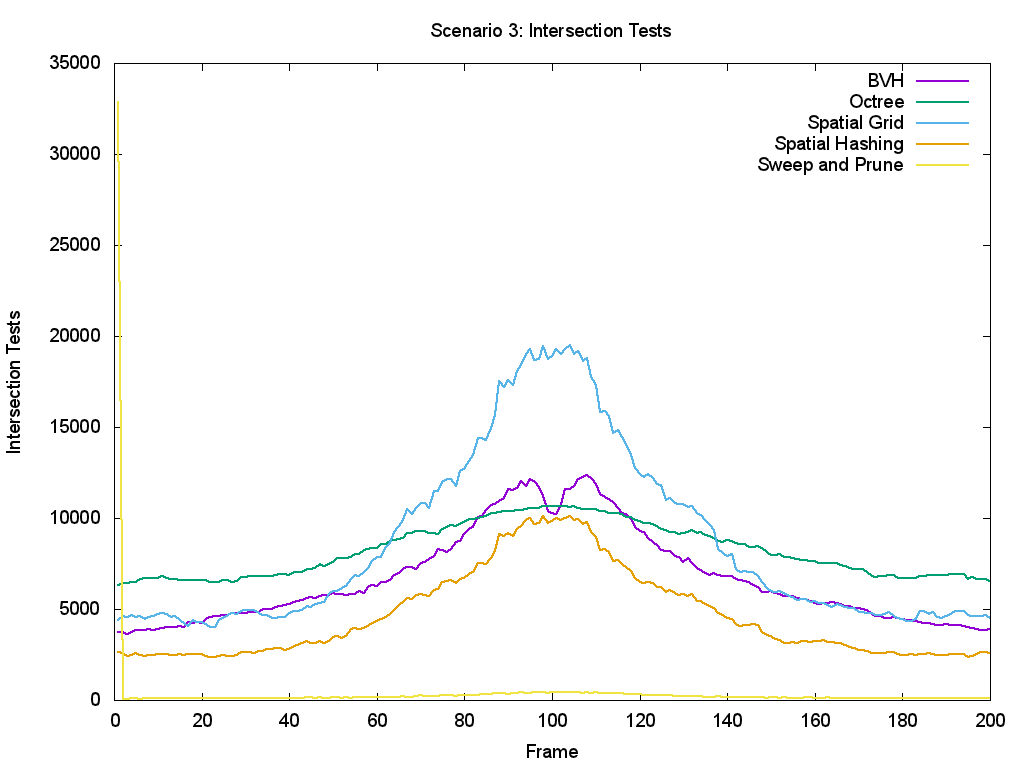 Scenario 3: Intersection Tests
35000
30000
25000
20000
15000
10000
5000
0
Intersection Tests
BVH
Octree
Spatial Grid
Spatial Hashing
Sweep and Prune
0 20 40 60 80 100 120 140 160 180 200
Frame